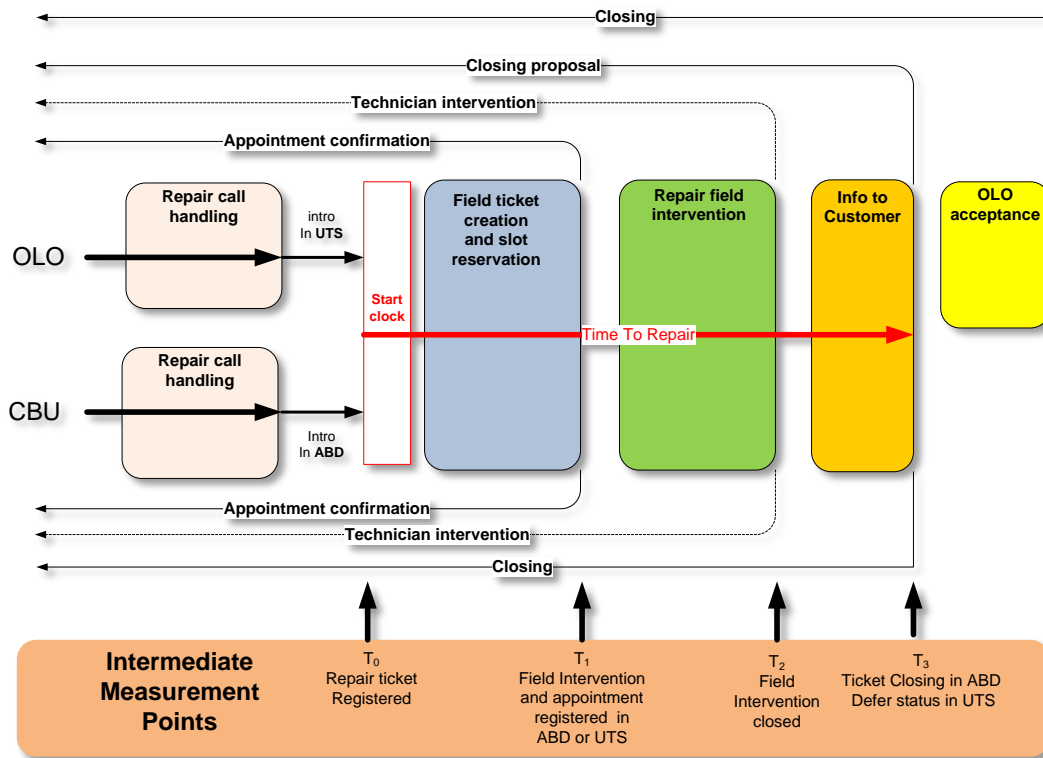 Closing
Closing proposal
Technician intervention
Appointment confirmation
OLO
Repair call
handling
intro
In UTS
Start
clock
Field ticket
creation
and slot
reservation
Repair field
intervention
Info to
Customer
OLO
acceptance
Time To Repair
CBU
Repair call
handling
Intro
In ABD
Appointment confirmation
Technician intervention
Closing
Intermediate
Measurement
Points
T0
Repair ticket
Registered
T1
Field Intervention
and appointment
registered in
ABD or UTS
T2
Field
Intervention
closed
T3
Ticket Closing in ABD
Defer status in UTS